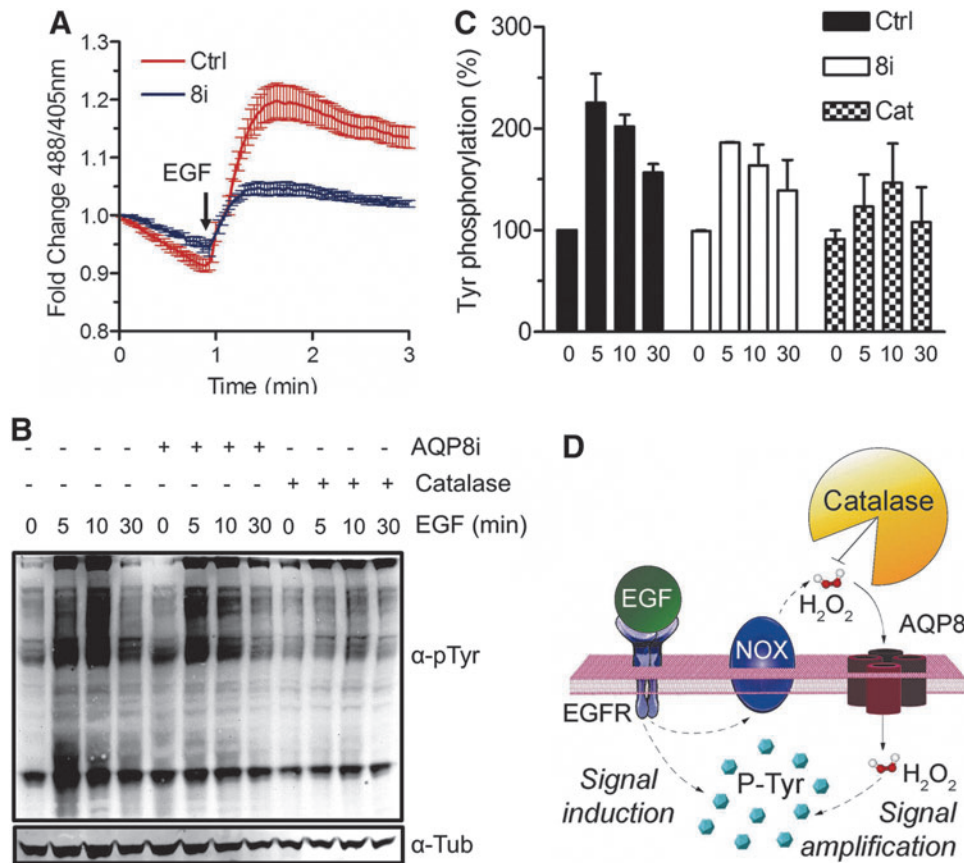 A
Fold Change 488/405nm
1.3
1.2
1.1
1.0
0.9
0.8
Ctrl
8i
EGF
0 1 2 3
Time (min)
C
Tyr phosphorylation (%)
300
200
100
0
Ctrl
8i
Cat
0 5 10 30 0 5 10 30 0 5 10 30
B
- - - - + + + + - - - - AQP8i
- - - - - - - - + + + + Catalase
0 5 10 30 0 5 10 30 0 5 10 30 EGF (min)
α-pTyr
α-Tub
D
Catalase
H2O2
EGF
AQP8
NOX
EGFR
P-Tyr
H2O2
Signal
induction
Signal
amplification